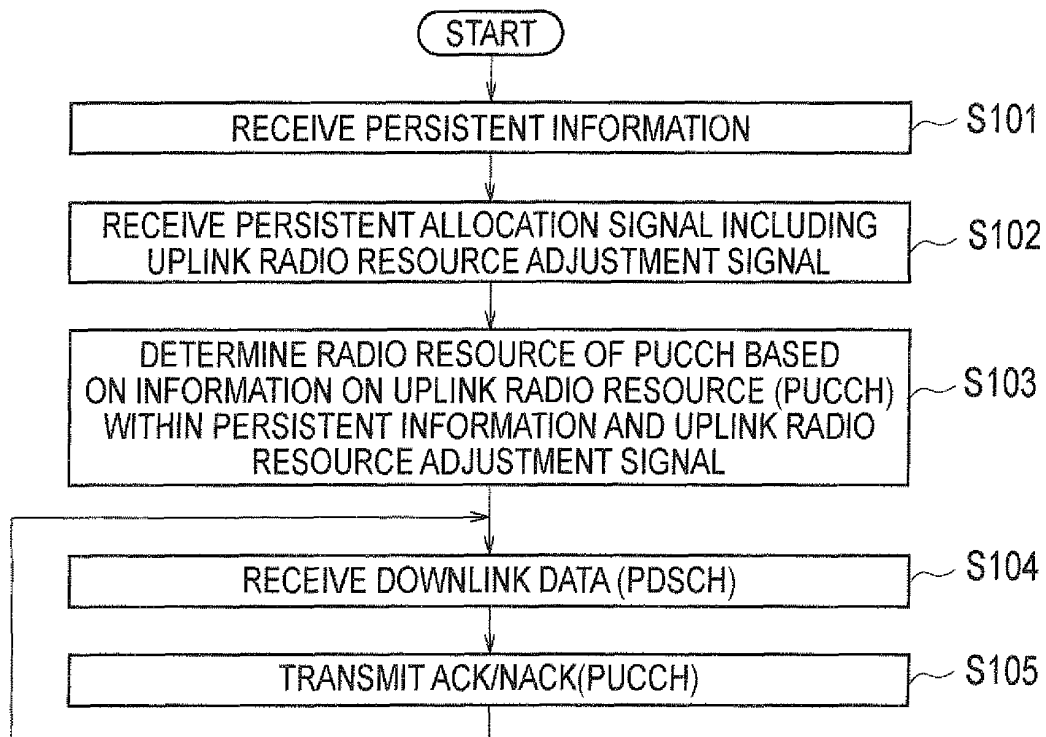 START
RECEIVE PERSISTENT INFORMATION
S101
RECEIVE PERSISTENT ALLOCATION SIGNAL INCLUDING
UPLINK RADIO RESOURCE ADJUSTMENT SIGNAL
S102
DETERMINE RADIO RESOURCE OF PUCCH BASED
ON INFORMATION ON UPLINK RADIO RESOURCE (PUCCH)
WITHIN PERSISTENT INFORMATION AND UPLINK RADIO
RESOURCE ADJUSTMENT SIGNAL
S103
RECEIVE DOWNLINK DATA (PDSCH)
S104
TRANSMIT ACK/NACK(PUCCH)
S105